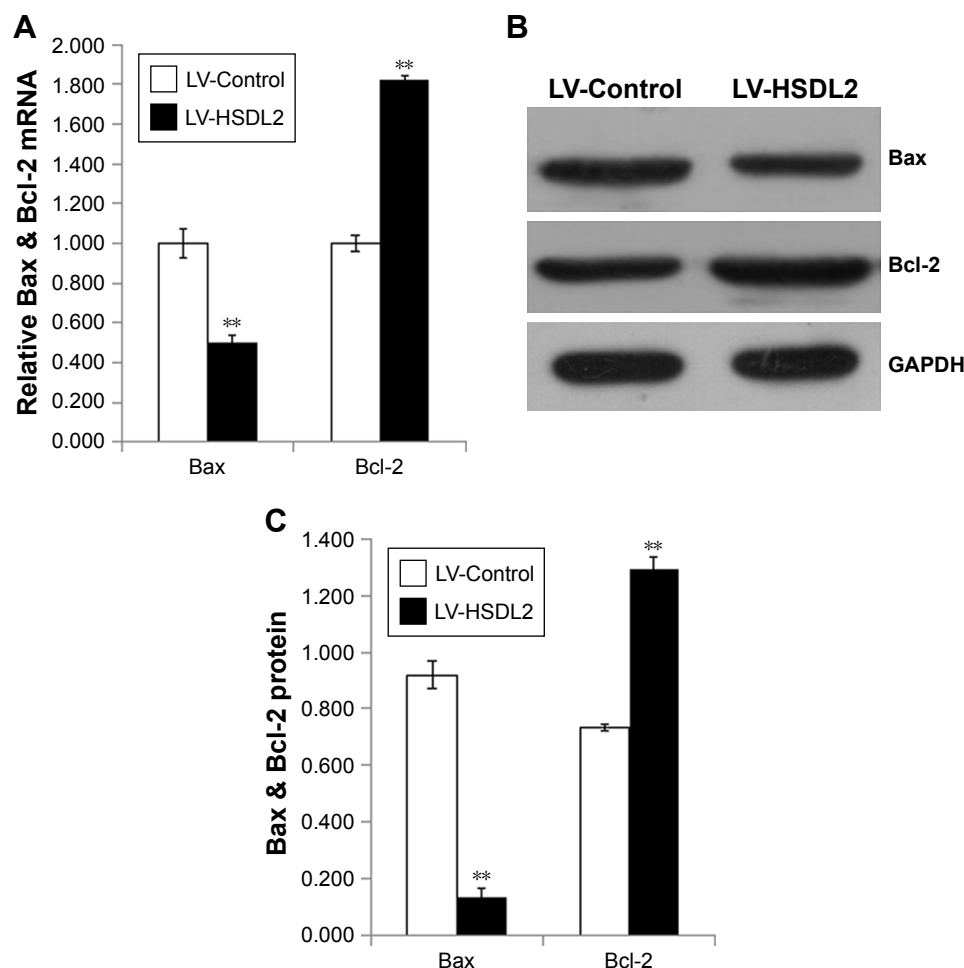 A
Relative Bax & Bcl-2 mRNA
2.000
1.800
1.600
1.400
1.200
1.000
0.800
0.600
0.400
0.200
0.000
LV-Control
LV-HSDL2
**
**
Bax
Bcl-2
B
LV-Control LV-HSDL2
Bax
Bcl-2
GAPDH
C
Bax & Bcl-2 protein
1.400
1.200
1.000
0.800
0.600
0.400
0.200
0.000
LV-Control
LV-HSDL2
**
**
Bax
Bcl-2